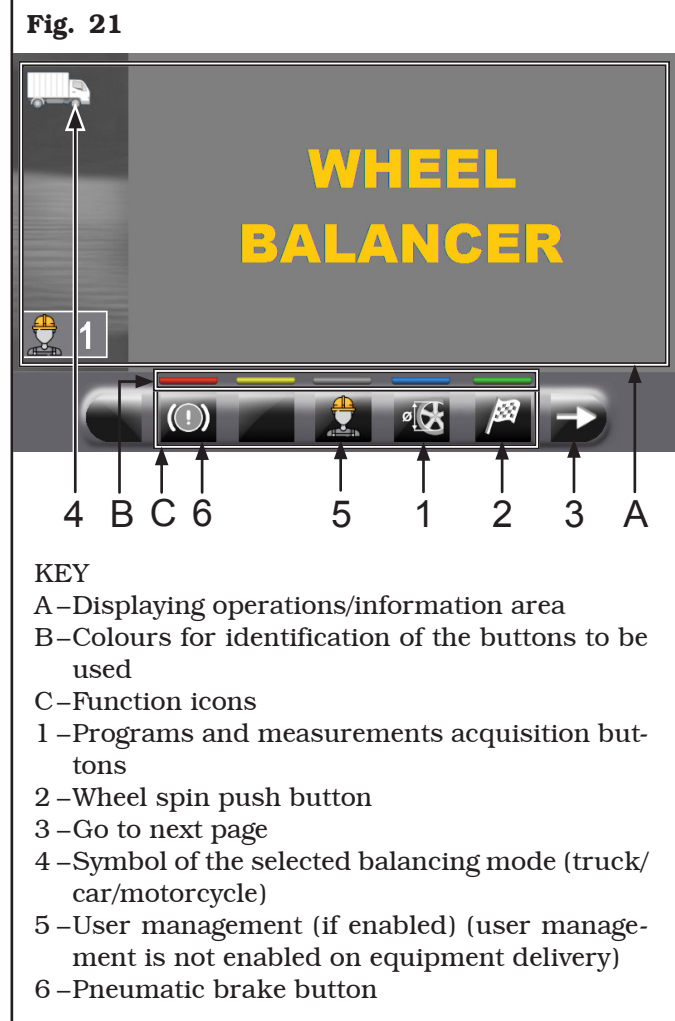 Fig. 21
WHEEL
BALANCER
1
ø
4 B C 6 5 1 2 3 A
KEY
A–Displaying operations/information area
B–Colours for identification of the buttons to be
used
C–Function icons
1–Programs and measurements acquisition but-
tons
2–Wheel spin push button
3–Go to next page
4–Symbol of the selected balancing mode (truck/
car/motorcycle)
5–User management (if enabled) (user manage-
ment is not enabled on equipment delivery)
6–Pneumatic brake button